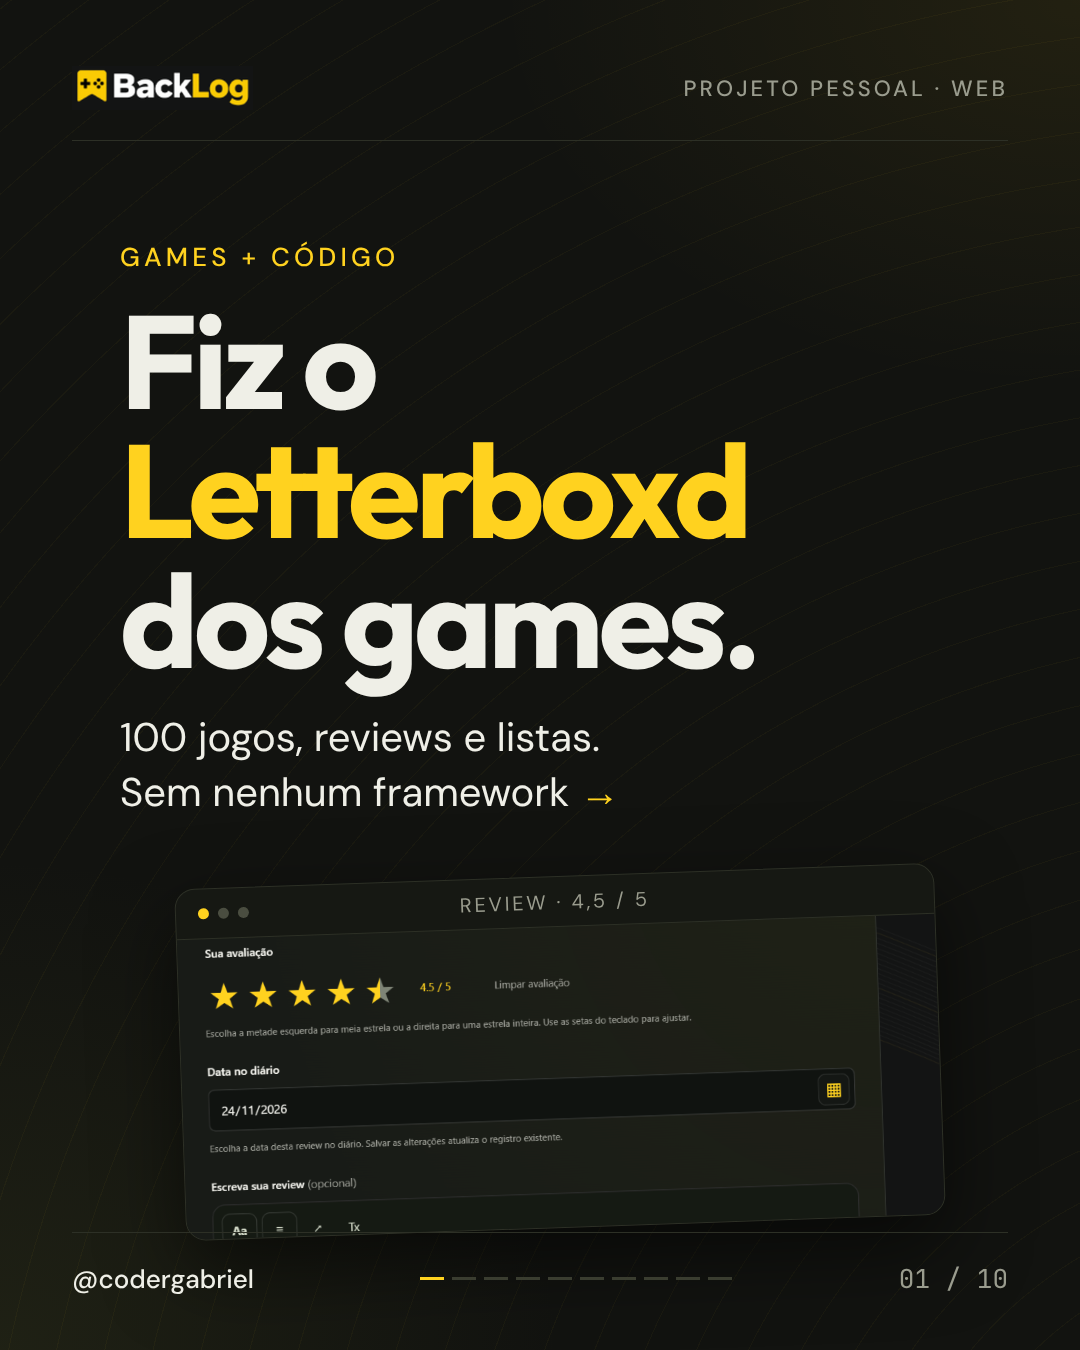 BackLog
PROJETO PESSOAL · WEB
GAMES + CÓDIGO
Fiz o
Letterboxd
dos games.
100 jogos, reviews e listas.
Sem nenhum framework →
REVIEW · 4,5 / 5
Sua avaliação
4.5 / 5
Limpar avaliação
Escolha a metade esquerda para meia estrela ou a direita para uma estrela inteira. Use as setas do teclado para ajustar.
Data no diário
24/11/2026
Escolha a data desta review no diário. Salvar as alterações atualiza o registro existente.
Escreva sua review (opcional)
Aa
Tx
@codergabriel
01 / 10